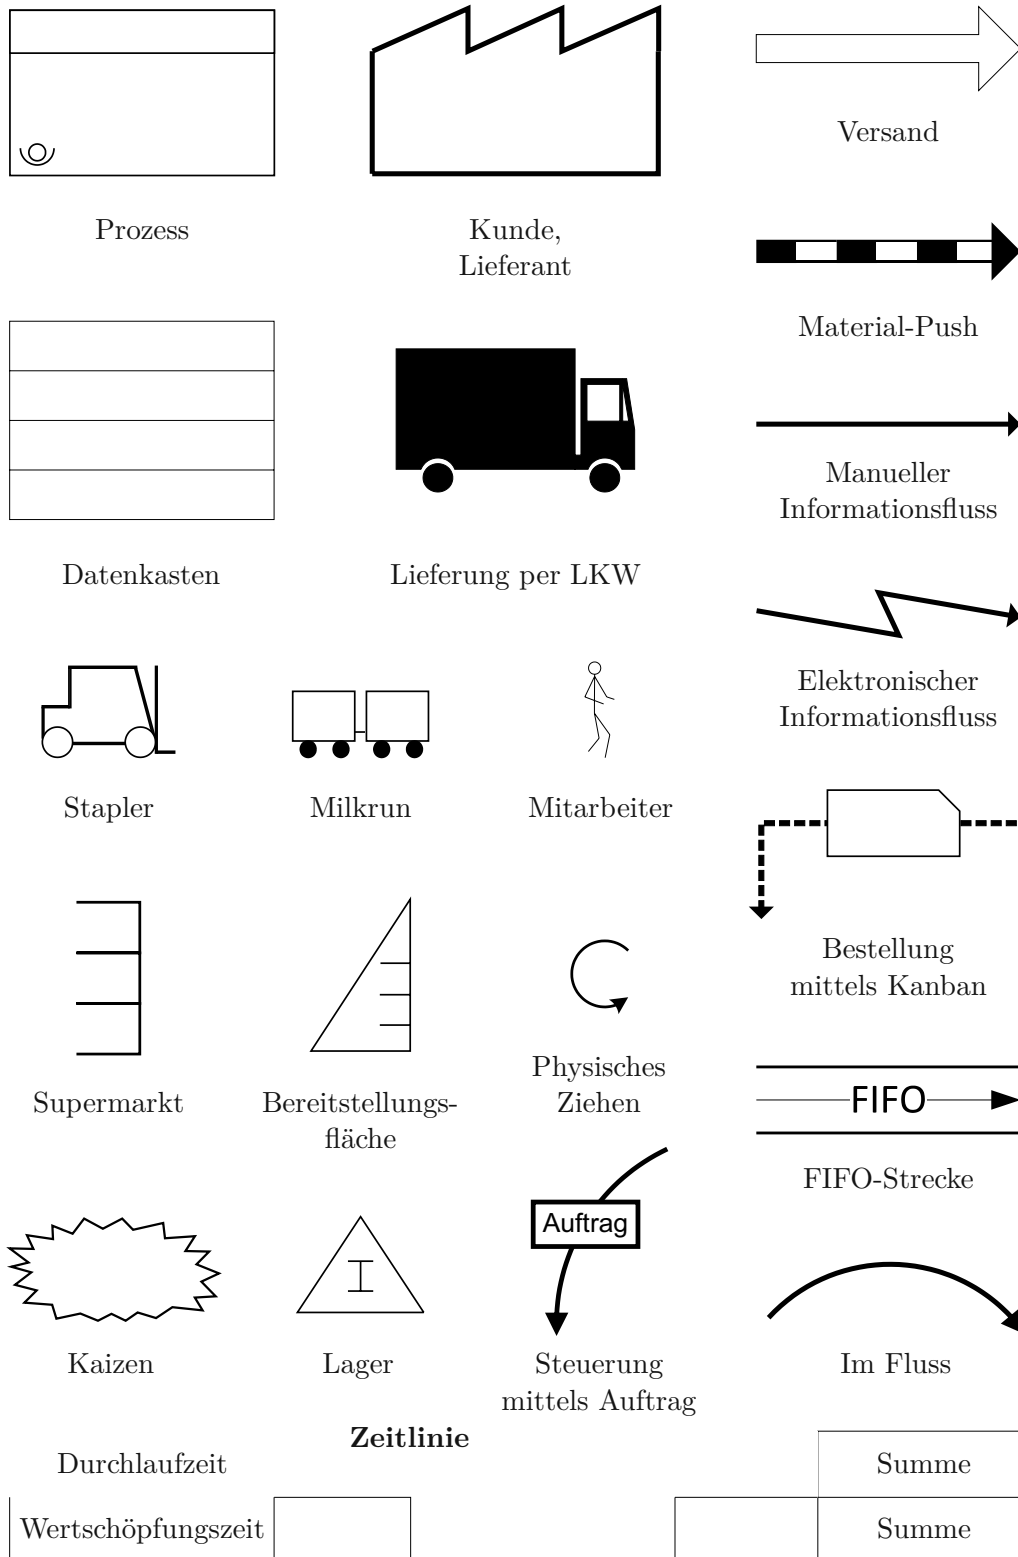 Versand
Prozess
Kunde,
Lieferant
Material-Push
Manueller
Informationsfluss
Datenkasten
Lieferung per LKW
Elektronischer
Informationsfluss
Stapler
Milkrun
Mitarbeiter
Bestellung
mittels Kanban
Supermarkt
Bereitstellungs-
fläche
Physisches
Ziehen
FIFO
FIFO-Strecke
Auftrag
I
Kaizen
Lager
Steuerung
mittels Auftrag
Im Fluss
Zeitlinie
Durchlaufzeit
Summe
Wertschöpfungszeit
Summe